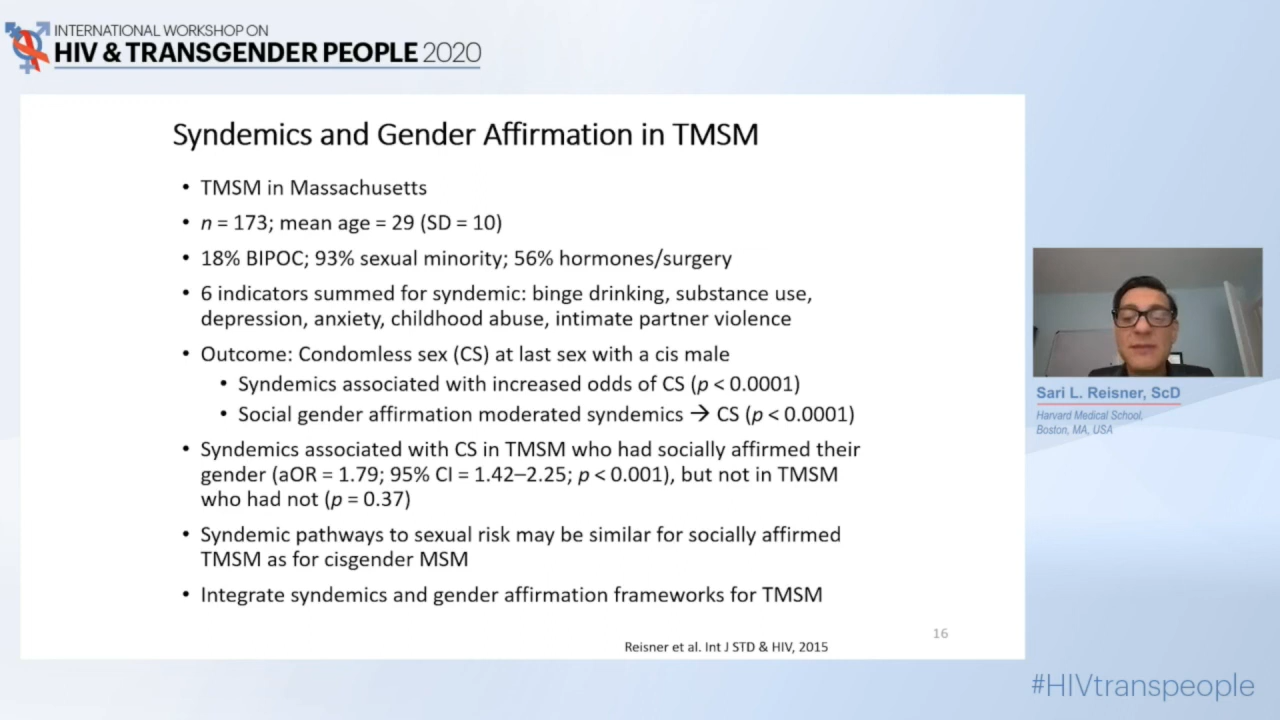 INTERNATIONAL WORKSHOP ON
HIV & TRANSGENDER PEOPLE 2020
Syndemics and Gender Affirmation in TMSM
• TMSM in Massachusetts
• n = 173; mean age = 29 (SD = 10)
• 18% BIPOC; 93% sexual minority; 56% hormones/surgery
• 6 indicators summed for syndemic: binge drinking, substance use,
depression, anxiety, childhood abuse, intimate partner violence
• Outcome: Condomless sex (CS) at last sex with a cis male
• Syndemics associated with increased odds of CS (p < 0.0001)
• Social gender affirmation moderated syndemics → CS (p < 0.0001)
• Syndemics associated with CS in TMSM who had socially affirmed their
gender (aOR = 1.79; 95% CI = 1.42–2.25; p < 0.001), but not in TMSM
who had not (p = 0.37)
• Syndemic pathways to sexual risk may be similar for socially affirmed
TMSM as for cisgender MSM
• Integrate syndemics and gender affirmation frameworks for TMSM
16
Reisner et al. Int J STD & HIV, 2015
Sari L. Reisner, ScD
Harvard Medical School,
Boston, MA, USA
#HIVtranspeople